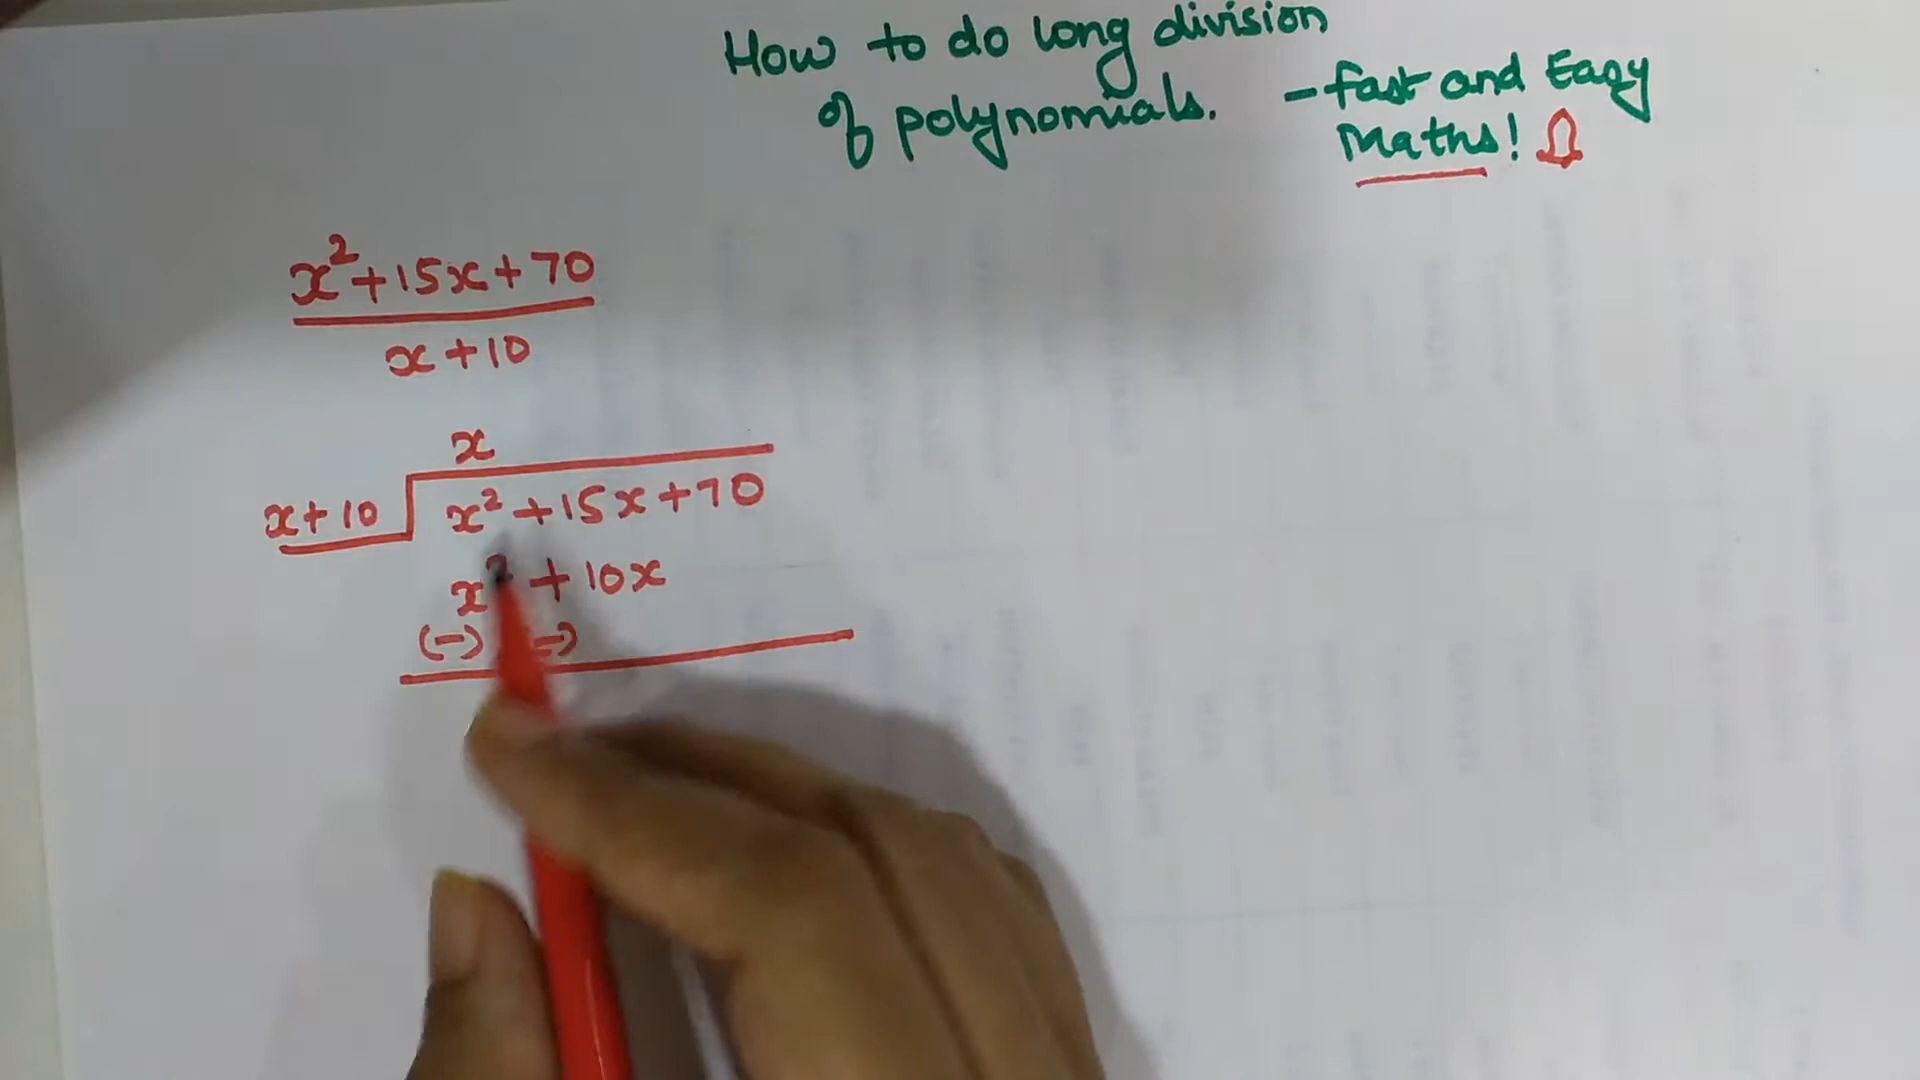 How to do long division
of polynomials. - fast and Easy
Maths!
x²+15x+70
x+10
x
x+10 x²+15x+70
x²+10x
(-) (-)